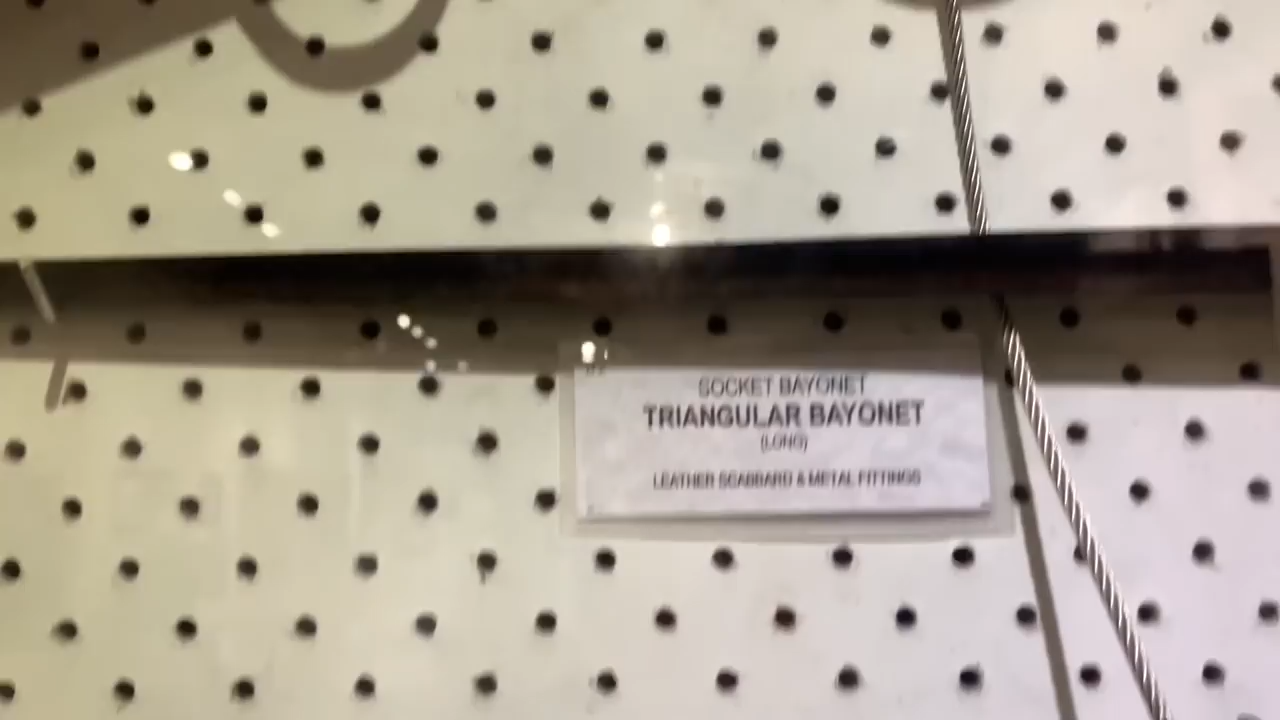 SOCKET BAYONET
TRIANGULAR BAYONET
(LONG)
LEATHER SCABBARD & METAL FITTINGS